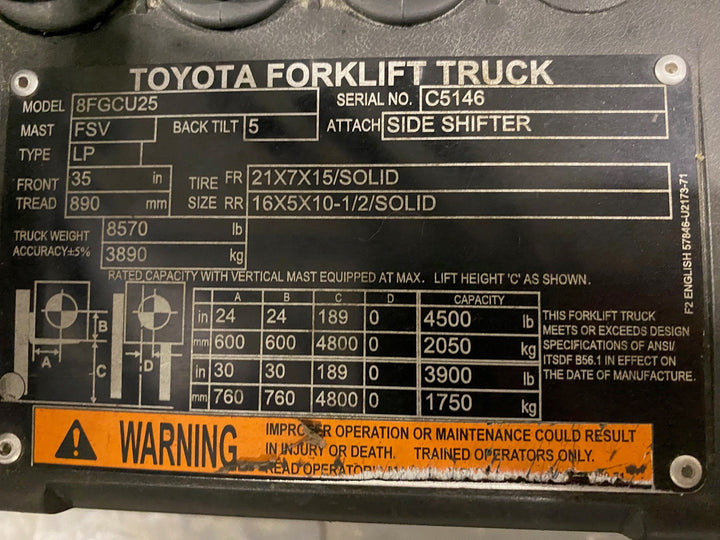 TOYOTA FORKLIFT TRUCK
MODEL 8FGCU25 SERIAL NO. C5146
MAST FSV BACK TILT 5 ATTACH SIDE SHIFTER
TYPE LP
FRONT 35 in TIRE FR 21X7X15/SOLID
TREAD 890 mm SIZE RR 16X5X10-1/2/SOLID
TRUCK WEIGHT 8570 lb
ACCURACY±5% 3890 kg
RATED CAPACITY WITH VERTICAL MAST EQUIPPED AT MAX. LIFT HEIGHT 'C' AS SHOWN.
A B C D CAPACITY
in 24 24 189 0 4500 lb
mm 600 600 4800 0 2050 kg
in 30 30 189 0 3900 lb
mm 760 760 4800 0 1750 kg
A B C D
THIS FORKLIFT TRUCK
MEETS OR EXCEEDS DESIGN
SPECIFICATIONS OF ANSI/
ITSDF B56.1 IN EFFECT ON
THE DATE OF MANUFACTURE.
F2 ENGLISH 57846-U2173-71
WARNING
IMPROPER OPERATION OR MAINTENANCE COULD RESULT
IN INJURY OR DEATH. TRAINED OPERATORS ONLY.
READ OPERATOR